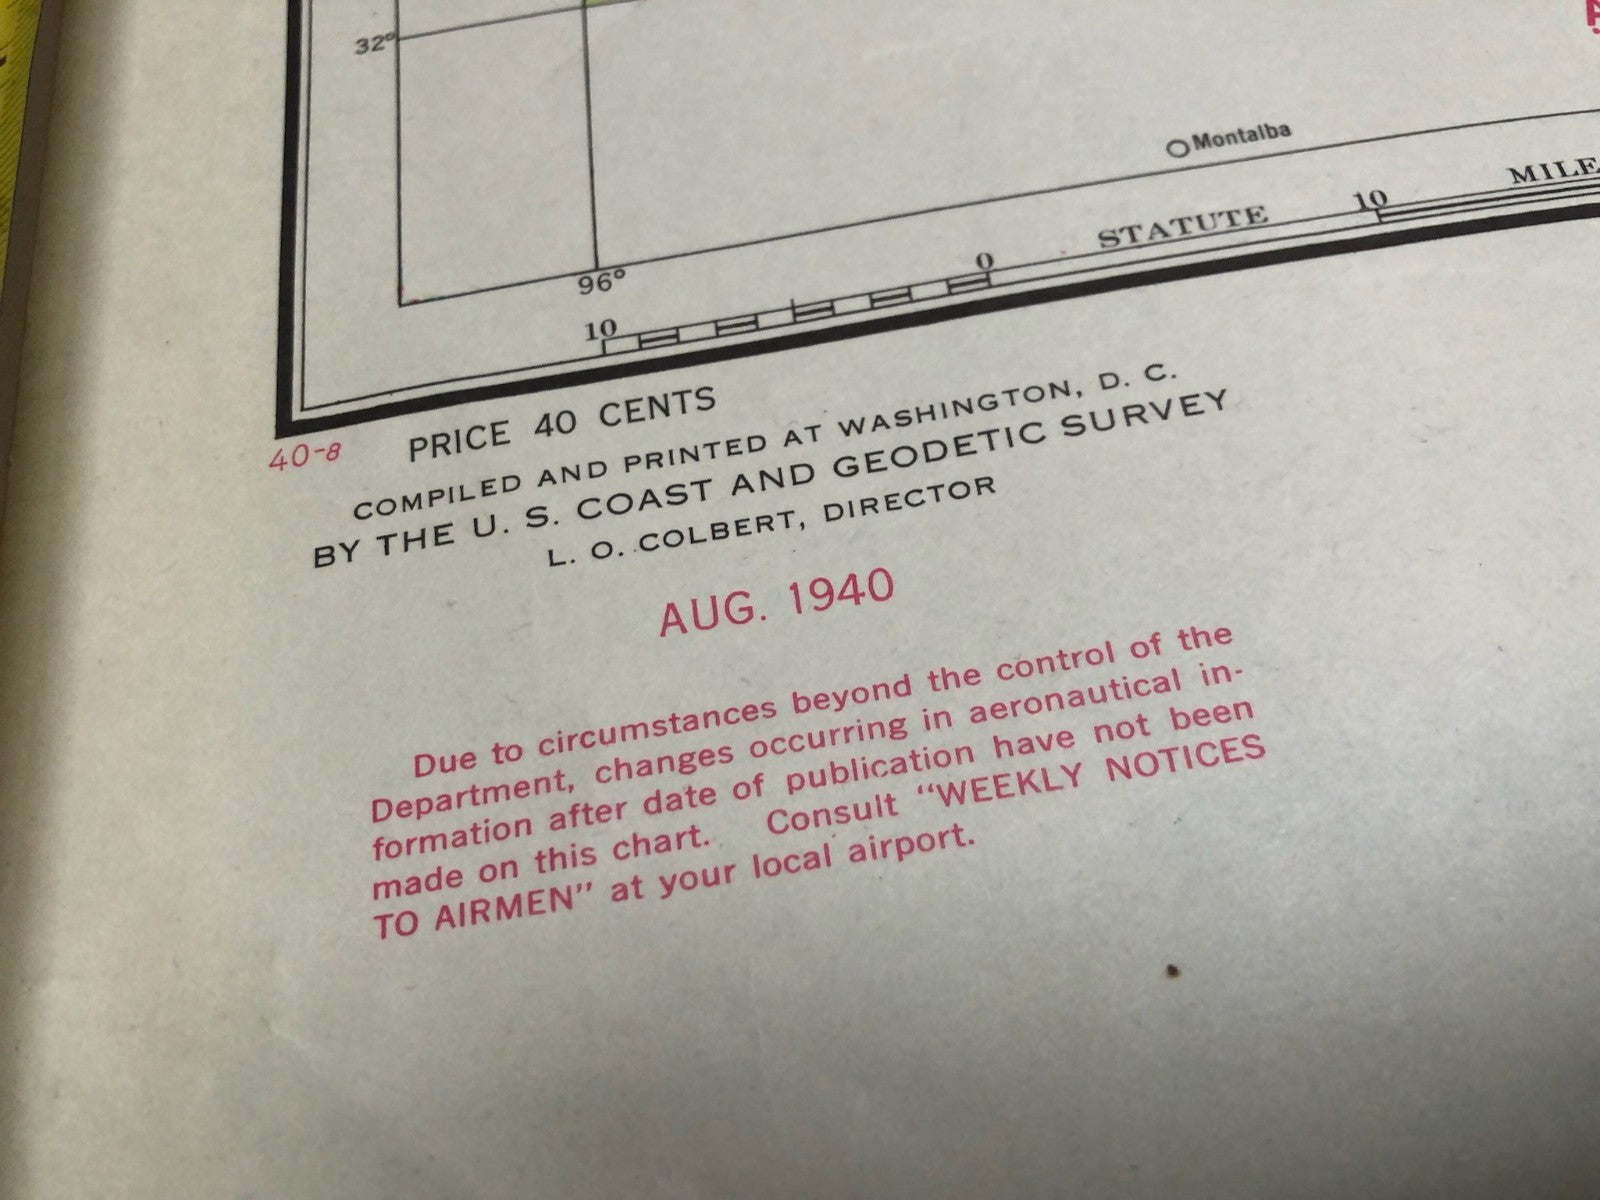 32°
Montalba
96°
10
0
STATUTE
10
40-8
PRICE 40 CENTS
COMPILED AND PRINTED AT WASHINGTON, D. C.
BY THE U. S. COAST AND GEODETIC SURVEY
L. O. COLBERT, DIRECTOR
AUG. 1940
Due to circumstances beyond the control of the
Department, changes occurring in aeronautical in-
formation after date of publication have not been
made on this chart. Consult "WEEKLY NOTICES
TO AIRMEN" at your local airport.